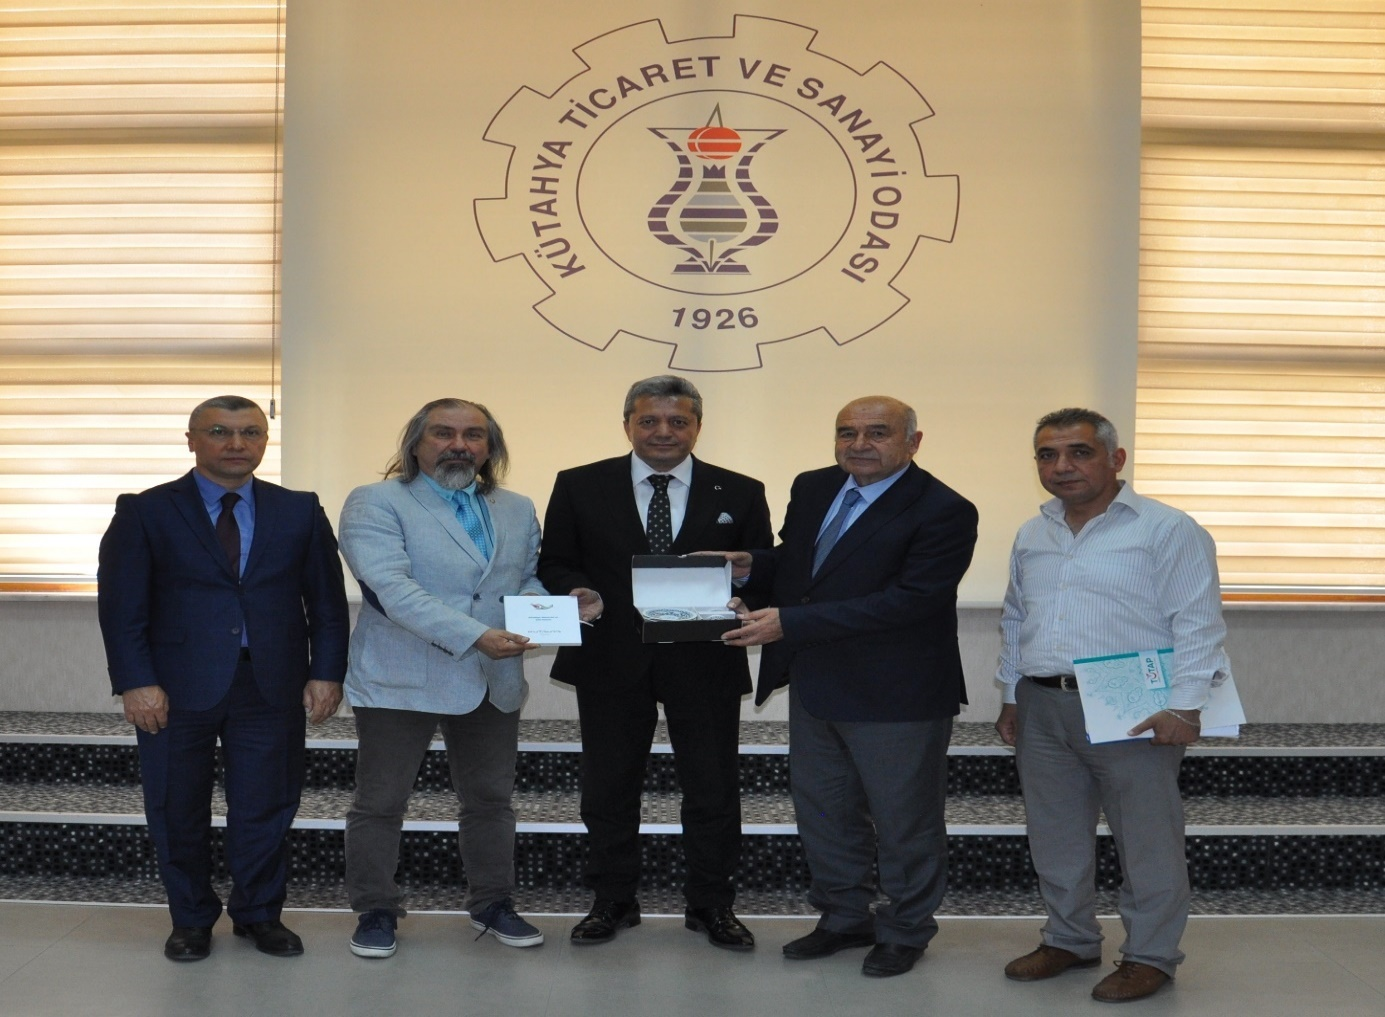 KÜTAHYA TİCARET VE SANAYİ ODASI
1926
TÜTAP